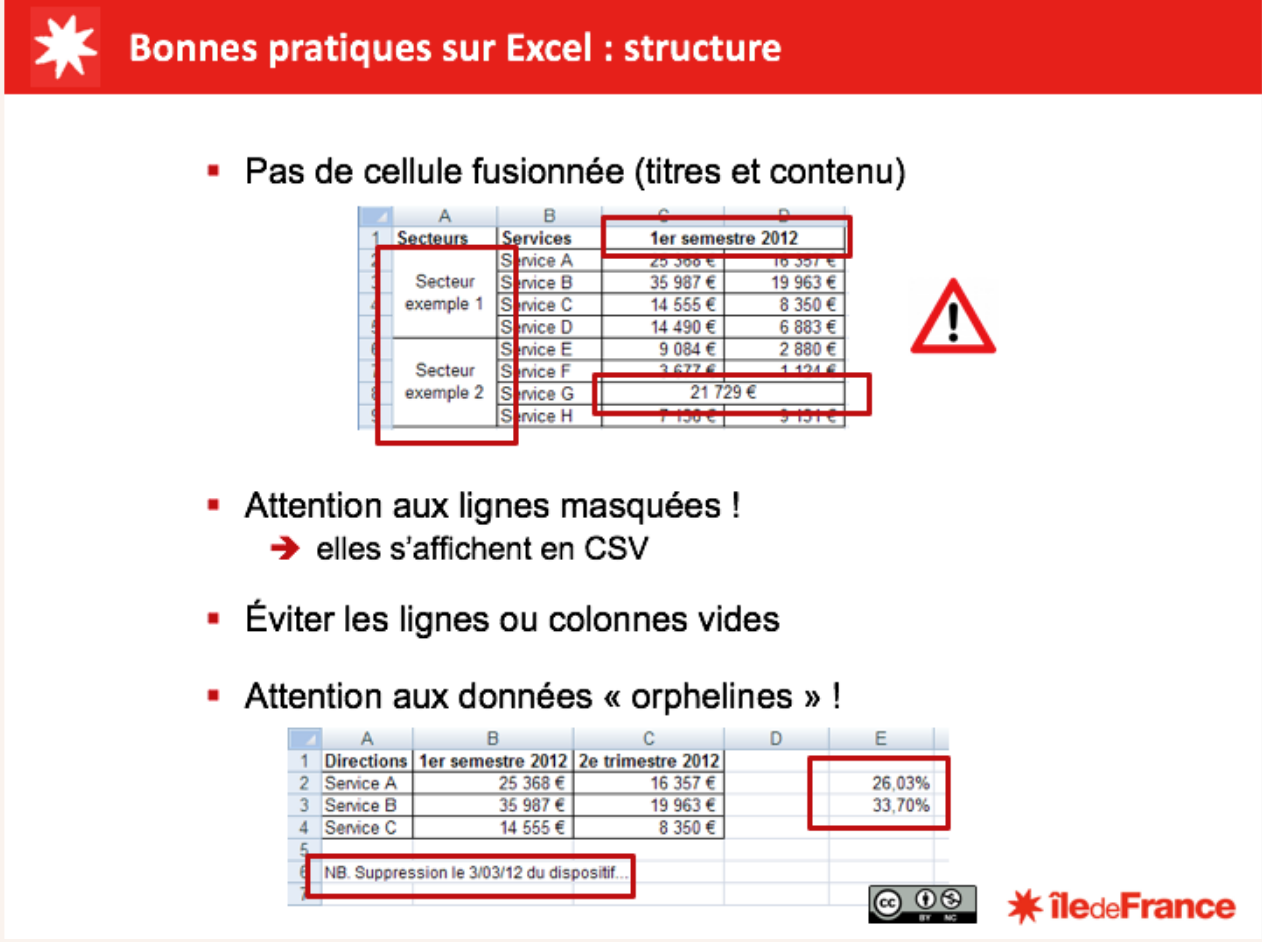 Bonnes pratiques sur Excel : structure
Pas de cellule fusionnée (titres et contenu)
A B C D
1 Secteurs Services 1er semestre 2012
2 Service A 25 368 € 16 357 €
3 Secteur Service B 35 987 € 19 963 €
4 exemple 1 Service C 14 555 € 8 350 €
5 Service D 14 490 € 6 883 €
6 Service E 9 084 € 2 880 €
7 Secteur Service F 3 677 € 1 124 €
8 exemple 2 Service G 21 729 €
9 Service H
Attention aux lignes masquées !
elles s’affichent en CSV
Éviter les lignes ou colonnes vides
Attention aux données « orphelines » !
A B C D E
1 Directions 1er semestre 2012 2e trimestre 2012
2 Service A 25 368 € 16 357 € 26,03%
3 Service B 35 987 € 19 963 € 33,70%
4 Service C 14 555 € 8 350 €
5
6 NB. Suppression le 3/03/12 du dispositif...
7
cc BY NC
îledeFrance